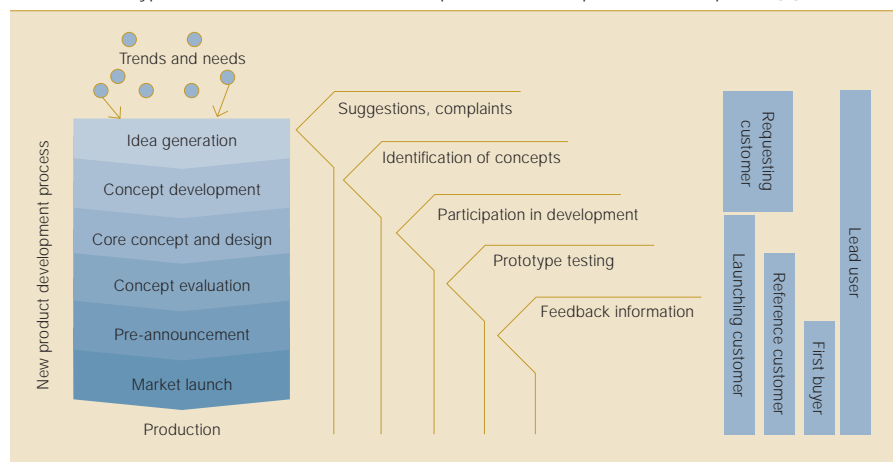 Trends and needs
New product development process
Idea generation
Concept development
Core concept and design
Concept evaluation
Pre-announcement
Market launch
Production
Suggestions, complaints
Identification of concepts
Participation in development
Prototype testing
Feedback information
Requesting
customer
Launching customer
Reference customer
First buyer
Lead user